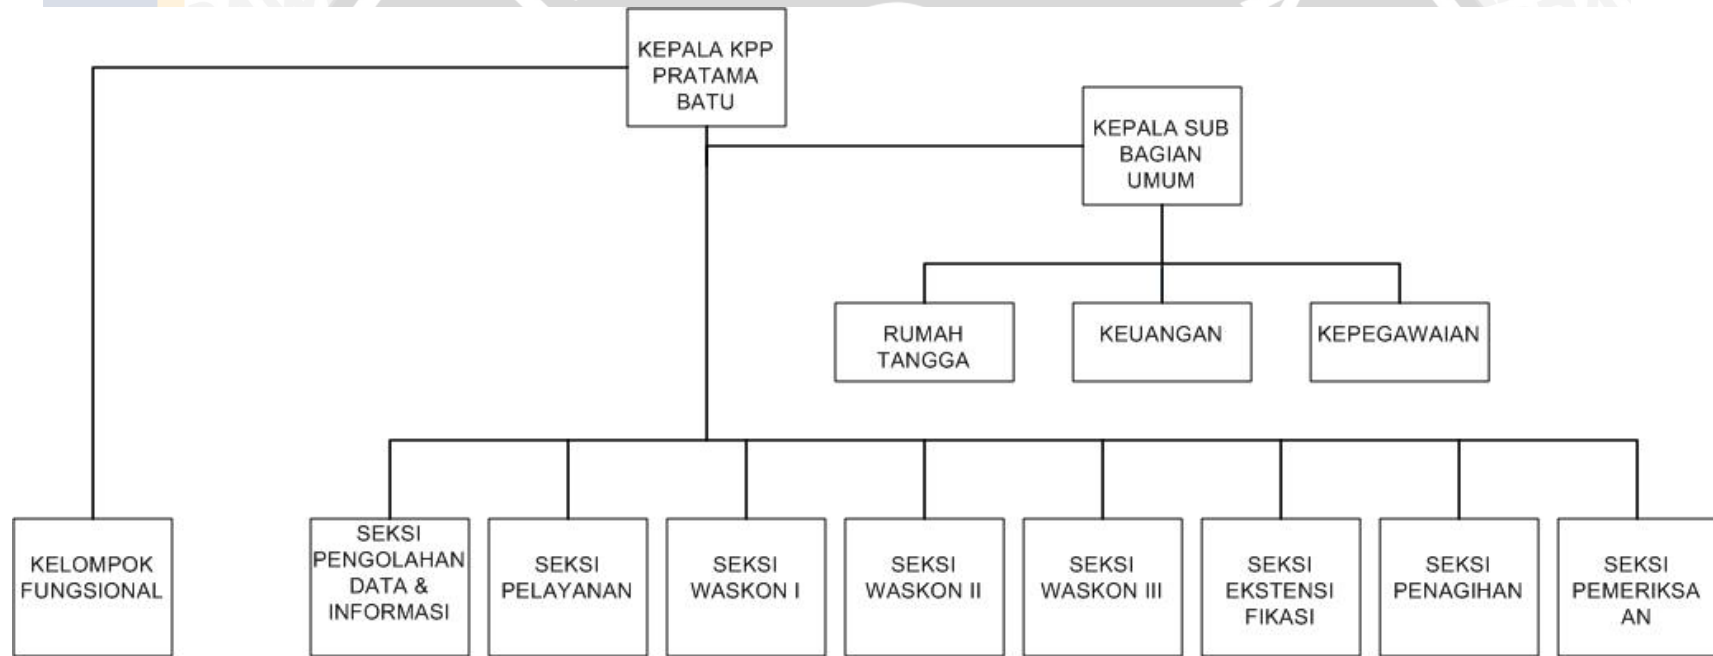 KEPALA KPP
PRATAMA
BATU
KEPALA SUB
BAGIAN
UMUM
RUMAH
TANGGA
KEUANGAN
KEPEGAWAIAN
KELOMPOK
FUNGSIONAL
SEKSI
PENGOLAHAN
DATA &
INFORMASI
SEKSI
PELAYANAN
SEKSI
WASKON I
SEKSI
WASKON II
SEKSI
WASKON III
SEKSI
EKSTENSI
FIKASI
SEKSI
PENAGIHAN
SEKSI
PEMERIKSA
AN